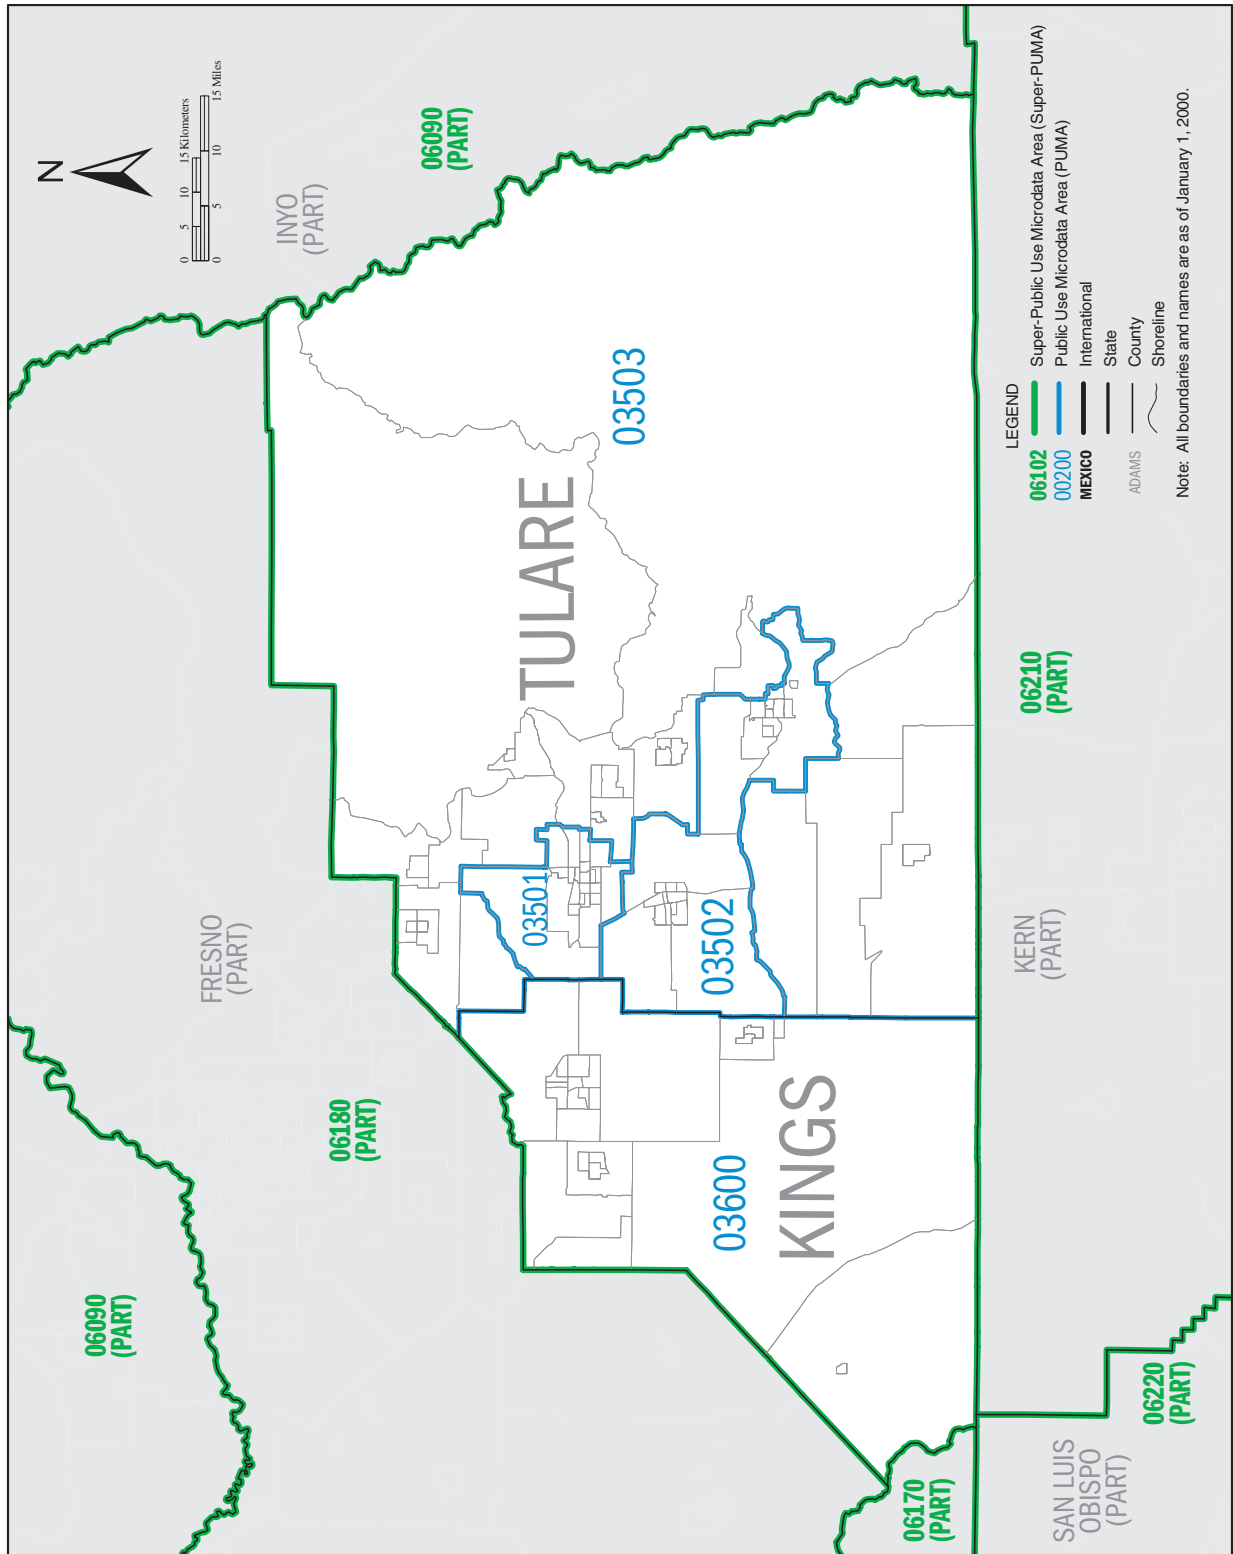 N
0 5 10 15 Kilometers
0 5 10 15 Miles
INYO
(PART)
06090
(PART)
FRESNO
(PART)
06180
(PART)
06090
(PART)
TULARE
03503
03501
03502
KINGS
03600
06170
(PART)
SAN LUIS
OBISPO
(PART)
06220
(PART)
KERN
(PART)
06210
(PART)
LEGEND
06102 Super-Public Use Microdata Area (Super-PUMA)
00200 Public Use Microdata Area (PUMA)
MEXICO International
State
ADAMS County
Shoreline
Note: All boundaries and names are as of January 1, 2000.